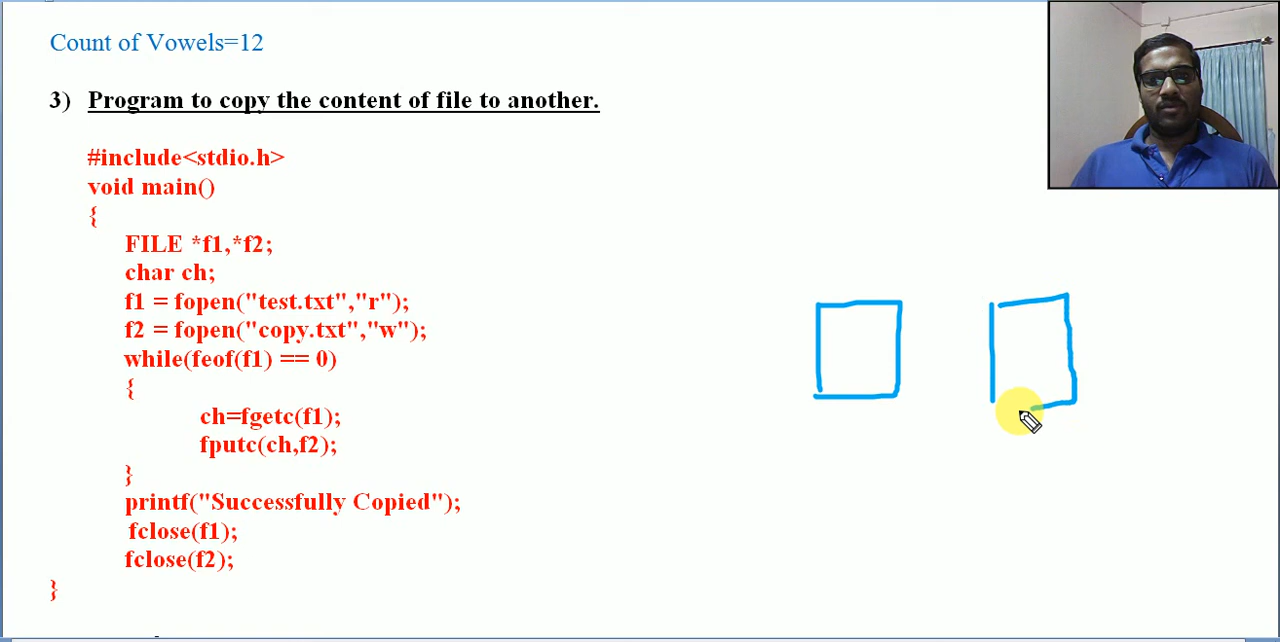 Count of Vowels=12
3) Program to copy the content of file to another.
#include<stdio.h>
void main()
{
FILE *f1,*f2;
char ch;
f1 = fopen("test.txt","r");
f2 = fopen("copy.txt","w");
while(feof(f1) == 0)
{
ch=fgetc(f1);
fputc(ch,f2);
}
printf("Successfully Copied");
fclose(f1);
fclose(f2);
}